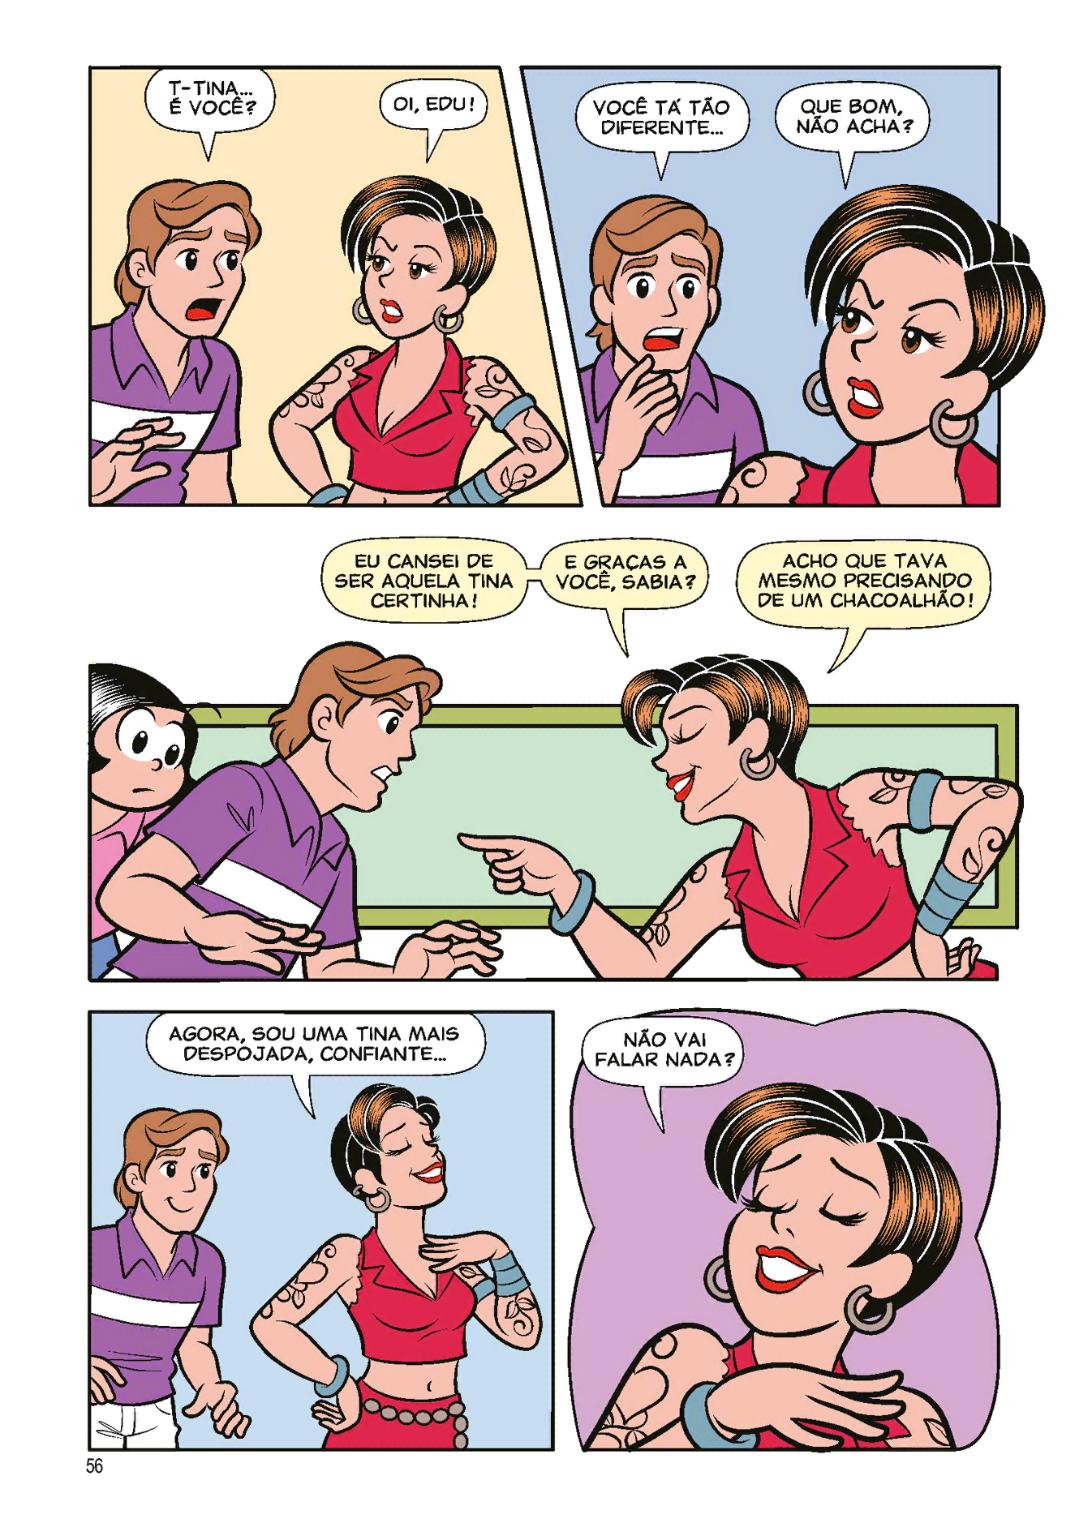 T-TINA...
É VOCÊ?
OI, EDU!
VOCÊ TÁ TÃO
DIFERENTE...
QUE BOM,
NÃO ACHA?
EU CANSEI DE
SER AQUELA TINA
CERTINHA!
E GRAÇAS A
VOCÊ, SABIA?
ACHO QUE TAVA
MESMO PRECISANDO
DE UM CHACOALHÃO!
AGORA, SOU UMA TINA MAIS
DESPOJADA, CONFIANTE...
NÃO VAI
FALAR NADA?
56